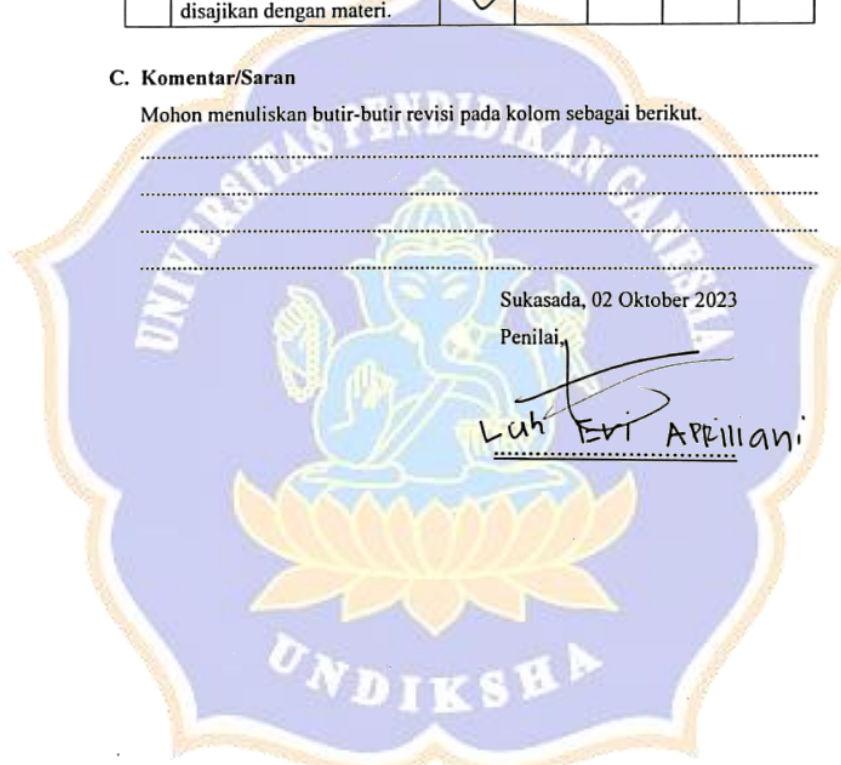 disajikan dengan materi.
C. Komentar/Saran
Mohon menuliskan butir-butir revisi pada kolom sebagai berikut.
UNIVERSITAS PENDIDIKAN GANESHA
Sukasada, 02 Oktober 2023
Penilai,
Luh Evi APRilliani
UNDIKSHA